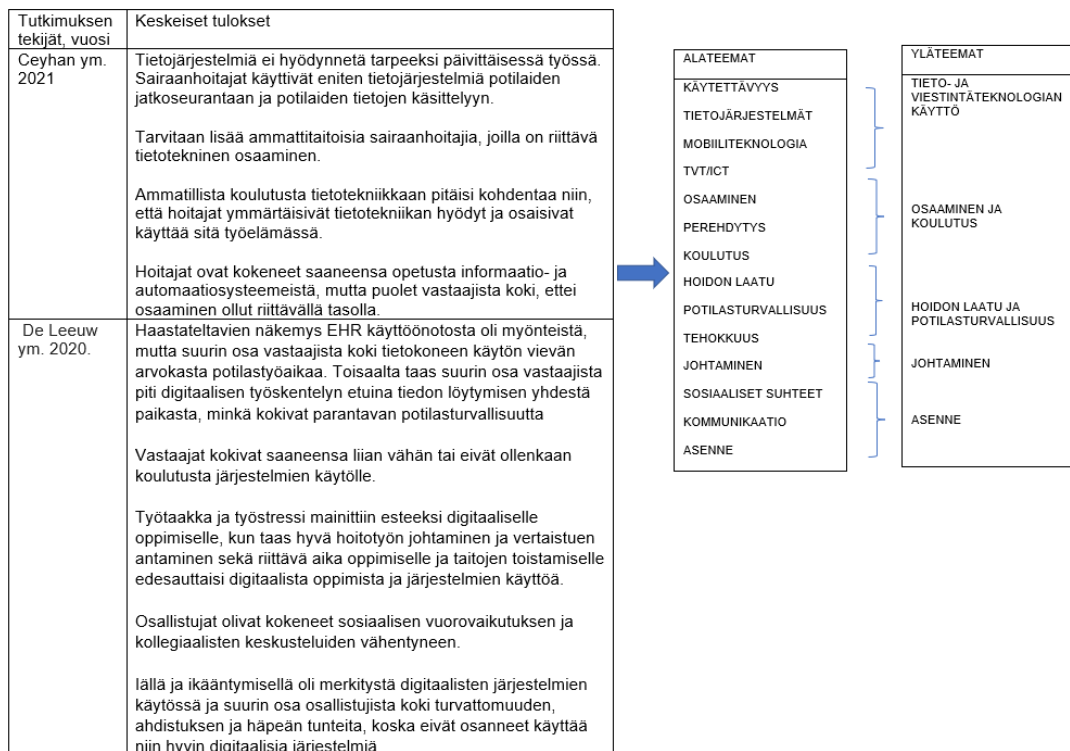 Tutkimuksen
tekijät, vuosi
Keskeiset tulokset
Ceyhan ym.
2021
Tietojärjestelmiä ei hyödynnetä tarpeeksi päivittäisessä työssä.
Sairaanhoitajat käyttivät eniten tietojärjestelmiä potilaiden
jatkoseurantaan ja potilaiden tietojen käsittelyyn.
Tarvitaan lisää ammattitaitoisia sairaanhoitajia, joilla on riittävä
tietotekninen osaaminen.
Ammatillista koulutusta tietotekniikkaan pitäisi kohdentaa niin,
että hoitajat ymmärtäisivät tietotekniikan hyödyt ja osaisivat
käyttää sitä työelämässä.
Hoitajat ovat kokeneet saaneensa opetusta informaatio- ja
automaatiosysteemeistä, mutta puolet vastaajista koki, ettei
osaaminen ollut riittävällä tasolla.
De Leeuw
ym. 2020.
Haastateltavien näkemys EHR käyttöönotosta oli myönteistä,
mutta suurin osa vastaajista koki tietokoneen käytön vievän
arvokasta potilastyöaikaa. Toisaalta taas suurin osa vastaajista
piti digitaalisen työskentelyn etuina tiedon löytymisen yhdestä
paikasta, minkä kokivat parantavan potilasturvallisuutta
Vastaajat kokivat saaneensa liian vähän tai eivät ollenkaan
koulutusta järjestelmien käytölle.
Työtaakka ja työstressi mainittiin esteeksi digitaaliselle
oppimiselle, kun taas hyvä hoitotyön johtaminen ja vertaistuen
antaminen sekä riittävä aika oppimiselle ja taitojen toistamiselle
edesauttaisi digitaalista oppimista ja järjestelmien käyttöä.
Osallistujat olivat kokeneet sosiaalisen vuorovaikutuksen ja
kollegiaalisten keskusteluiden vähentyneen.
Iällä ja ikääntymisellä oli merkitystä digitaalisten järjestelmien
käytössä ja suurin osa osallistujista koki turvattomuuden,
ahdistuksen ja häpeän tunteita, koska eivät osanneet käyttää
niin hyvin digitaalisia järjestelmiä
ALATEEMAT
KÄYTETTÄVYYS
TIETOJÄRJESTELMÄT
MOBIILITEKNOLOGIA
TVT/ICT
OSAAMINEN
PEREHDYTYS
KOULUTUS
HOIDON LAATU
POTILASTURVALLISUUS
TEHOKKUUS
JOHTAMINEN
SOSIAALISET SUHTEET
KOMMUNIKAATIO
ASENNE
YLÄTEEMAT
TIETO- JA
VIESTINTÄTEKNOLOGIAN
KÄYTTÖ
OSAAMINEN JA
KOULUTUS
HOIDON LAATU JA
POTILASTURVALLISUUS
JOHTAMINEN
ASENNE